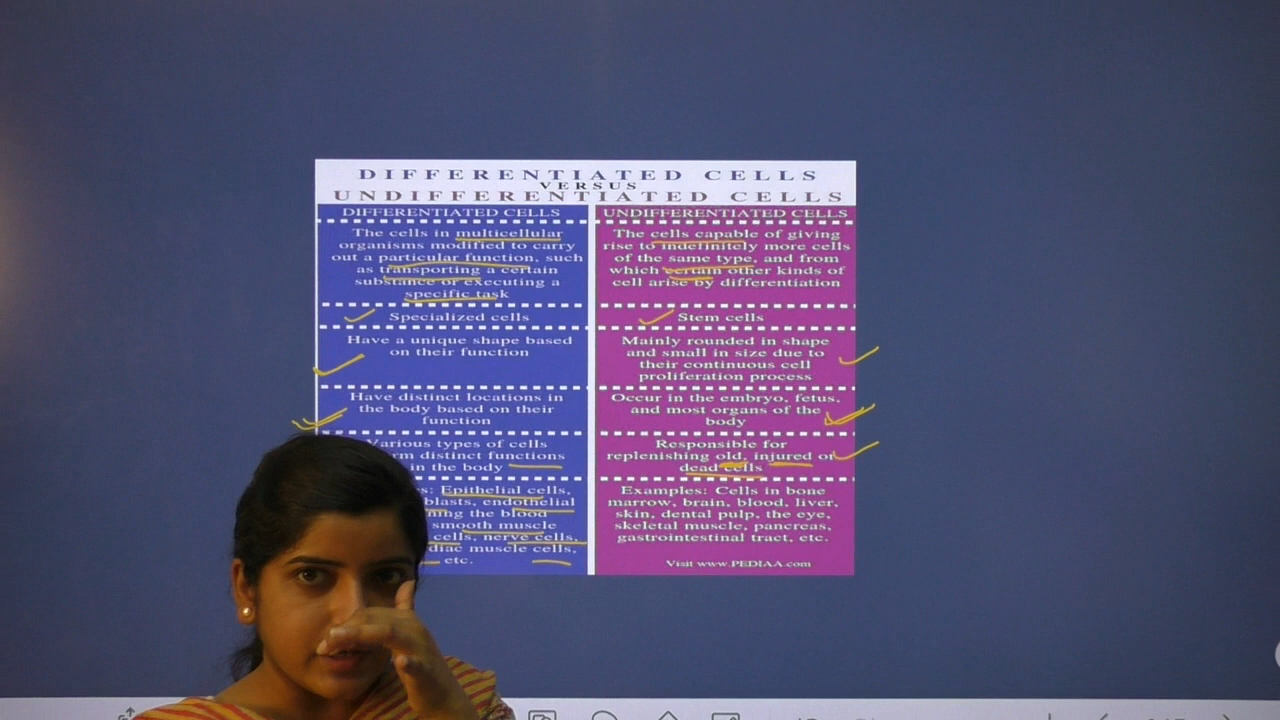 DIFFERENTIATED CELLS
VERSUS
UNDIFFERENTIATED CELLS
DIFFERENTIATED CELLS
The cells in multicellular
organisms modified to carry
out a particular function, such
as transporting a certain
substance or executing a
specific task
Specialized cells
Have a unique shape based
on their function
Have distinct locations in
the body based on their
function
Various types of cells
rm distinct functions
in the body
s: Epithelial cells,
blasts, endothelial
ning the blood
smooth muscle
cells, nerve cells,
diac muscle cells,
etc.
UNDIFFERENTIATED CELLS
The cells capable of giving
rise to indefinitely more cells
of the same type, and from
which certain other kinds of
cell arise by differentiation
Stem cells
Mainly rounded in shape
and small in size due to
their continuous cell
proliferation process
Occur in the embryo, fetus,
and most organs of the
body
Responsible for
replenishing old, injured or
dead cells
Examples: Cells in bone
marrow, brain, blood, liver,
skin, dental pulp, the eye,
skeletal muscle, pancreas,
gastrointestinal tract, etc.
Visit www.PEDIAA.com